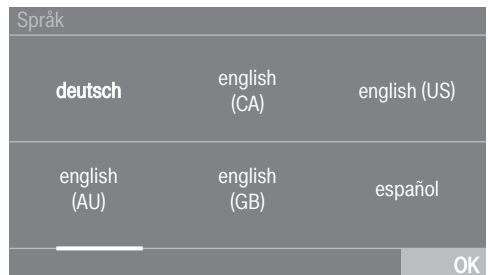 Språk
deutsch
english
(CA)
english (US)
english
(AU)
english
(GB)
español
OK